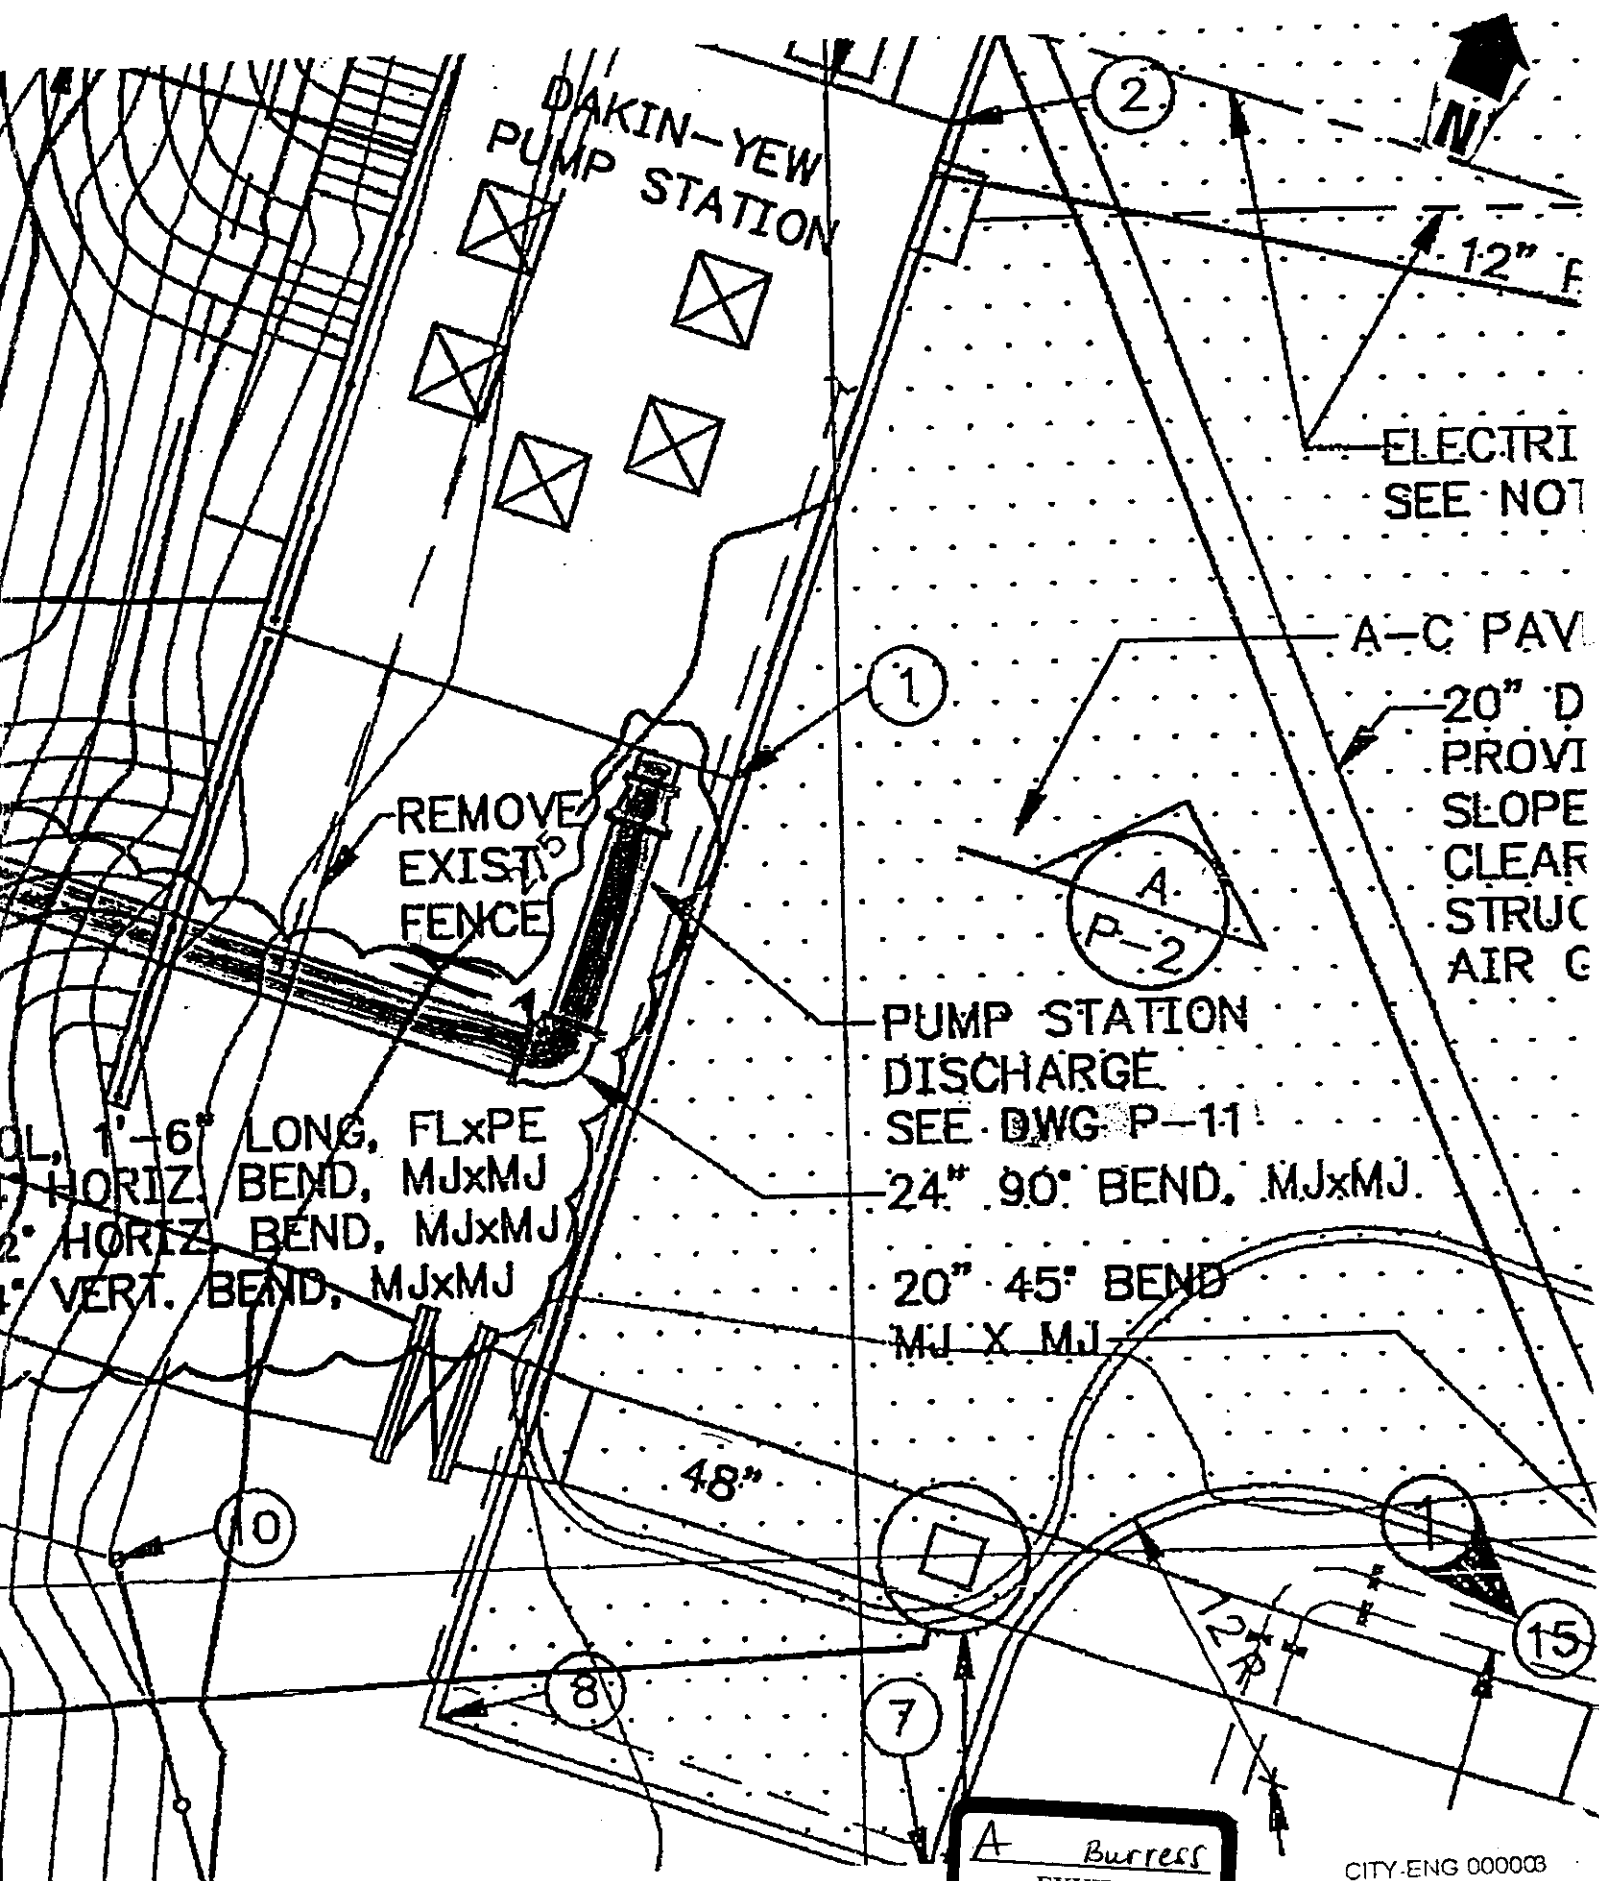 DAKIN-YEW
PUMP STATION
2
N
12"
ELECTRI
SEE NOT
A-C PAV
1
20" D
PROVI
SLOPE
CLEAR
STRUC
AIR G
REMOVE
EXIST
FENCE
A
P-2
1
PUMP STATION
DISCHARGE
SEE DWG P-11
24" 90° BEND, MJxMJ
OL, 1'-6" LONG, FLxPE
HORIZ. BEND, MJxMJ
HORIZ. BEND, MJxMJ
VERT. BEND, MJxMJ
20" 45° BEND
MJ X MJ
48"
10
1
15
12'R
8
7
A Burress
CITY-ENG 000003